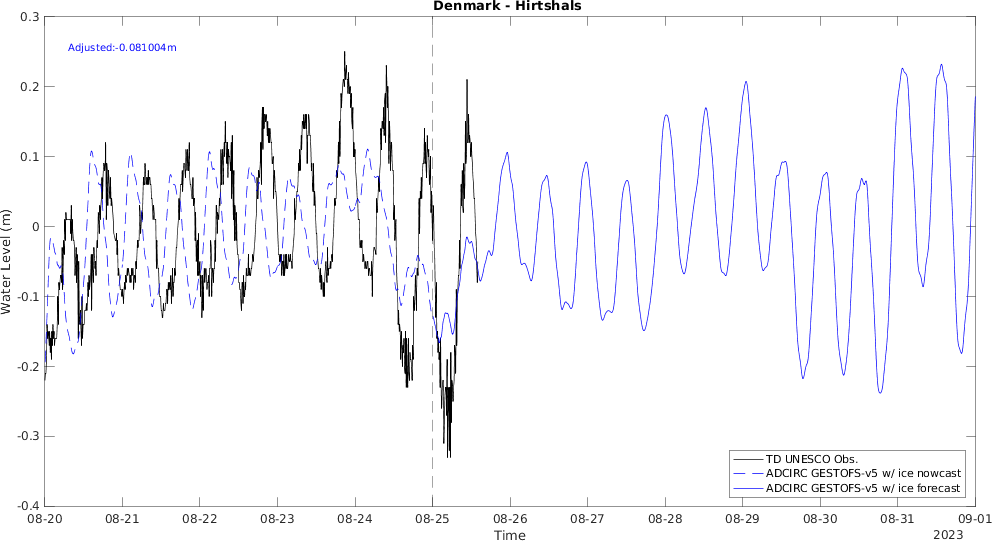 Denmark - Hirtshals
Adjusted:-0.081004m
Water Level (m)
0.3
0.2
0.1
0
-0.1
-0.2
-0.3
-0.4
TD UNESCO Obs.
ADCIRC GESTOFS-v5 w/ ice nowcast
ADCIRC GESTOFS-v5 w/ ice forecast
08-20 08-21 08-22 08-23 08-24 08-25 08-26 08-27 08-28 08-29 08-30 08-31 09-01
Time
2023